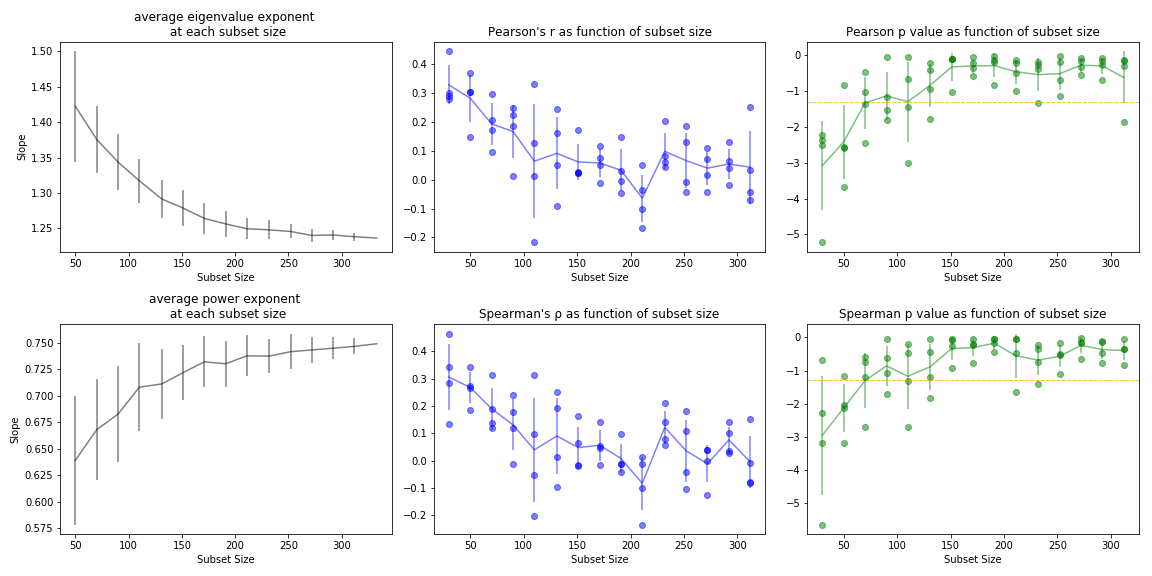 average eigenvalue exponent
at each subset size
Slope
1.50
1.45
1.40
1.35
1.30
1.25
50 100 150 200 250 300
Subset Size
Pearson's r as function of subset size
0.4
0.3
0.2
0.1
0.0
−0.1
−0.2
50 100 150 200 250 300
Subset Size
Pearson p value as function of subset size
0
−1
−2
−3
−4
−5
50 100 150 200 250 300
Subset Size
average power exponent
at each subset size
Slope
0.750
0.725
0.700
0.675
0.650
0.625
0.600
0.575
50 100 150 200 250 300
Subset Size
Spearman's ρ as function of subset size
0.4
0.3
0.2
0.1
0.0
−0.1
−0.2
50 100 150 200 250 300
Subset Size
Spearman p value as function of subset size
0
−1
−2
−3
−4
−5
50 100 150 200 250 300
Subset Size